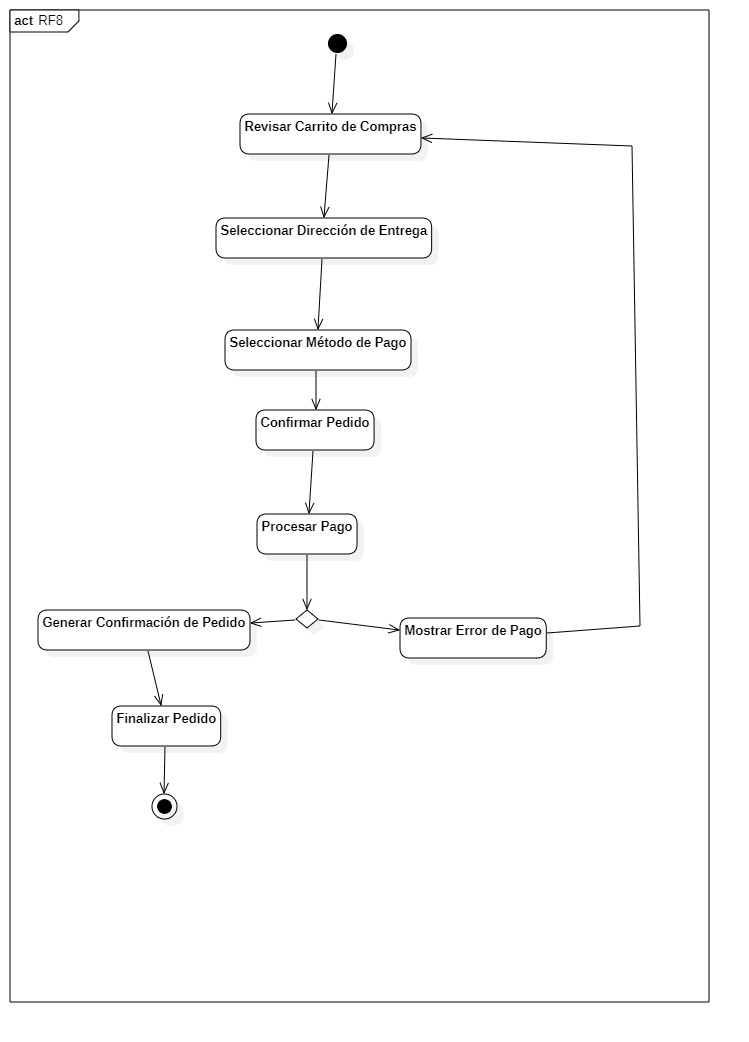 act RF8
Revisar Carrito de Compras
Seleccionar Dirección de Entrega
Seleccionar Método de Pago
Confirmar Pedido
Procesar Pago
Generar Confirmación de Pedido
Mostrar Error de Pago
Finalizar Pedido